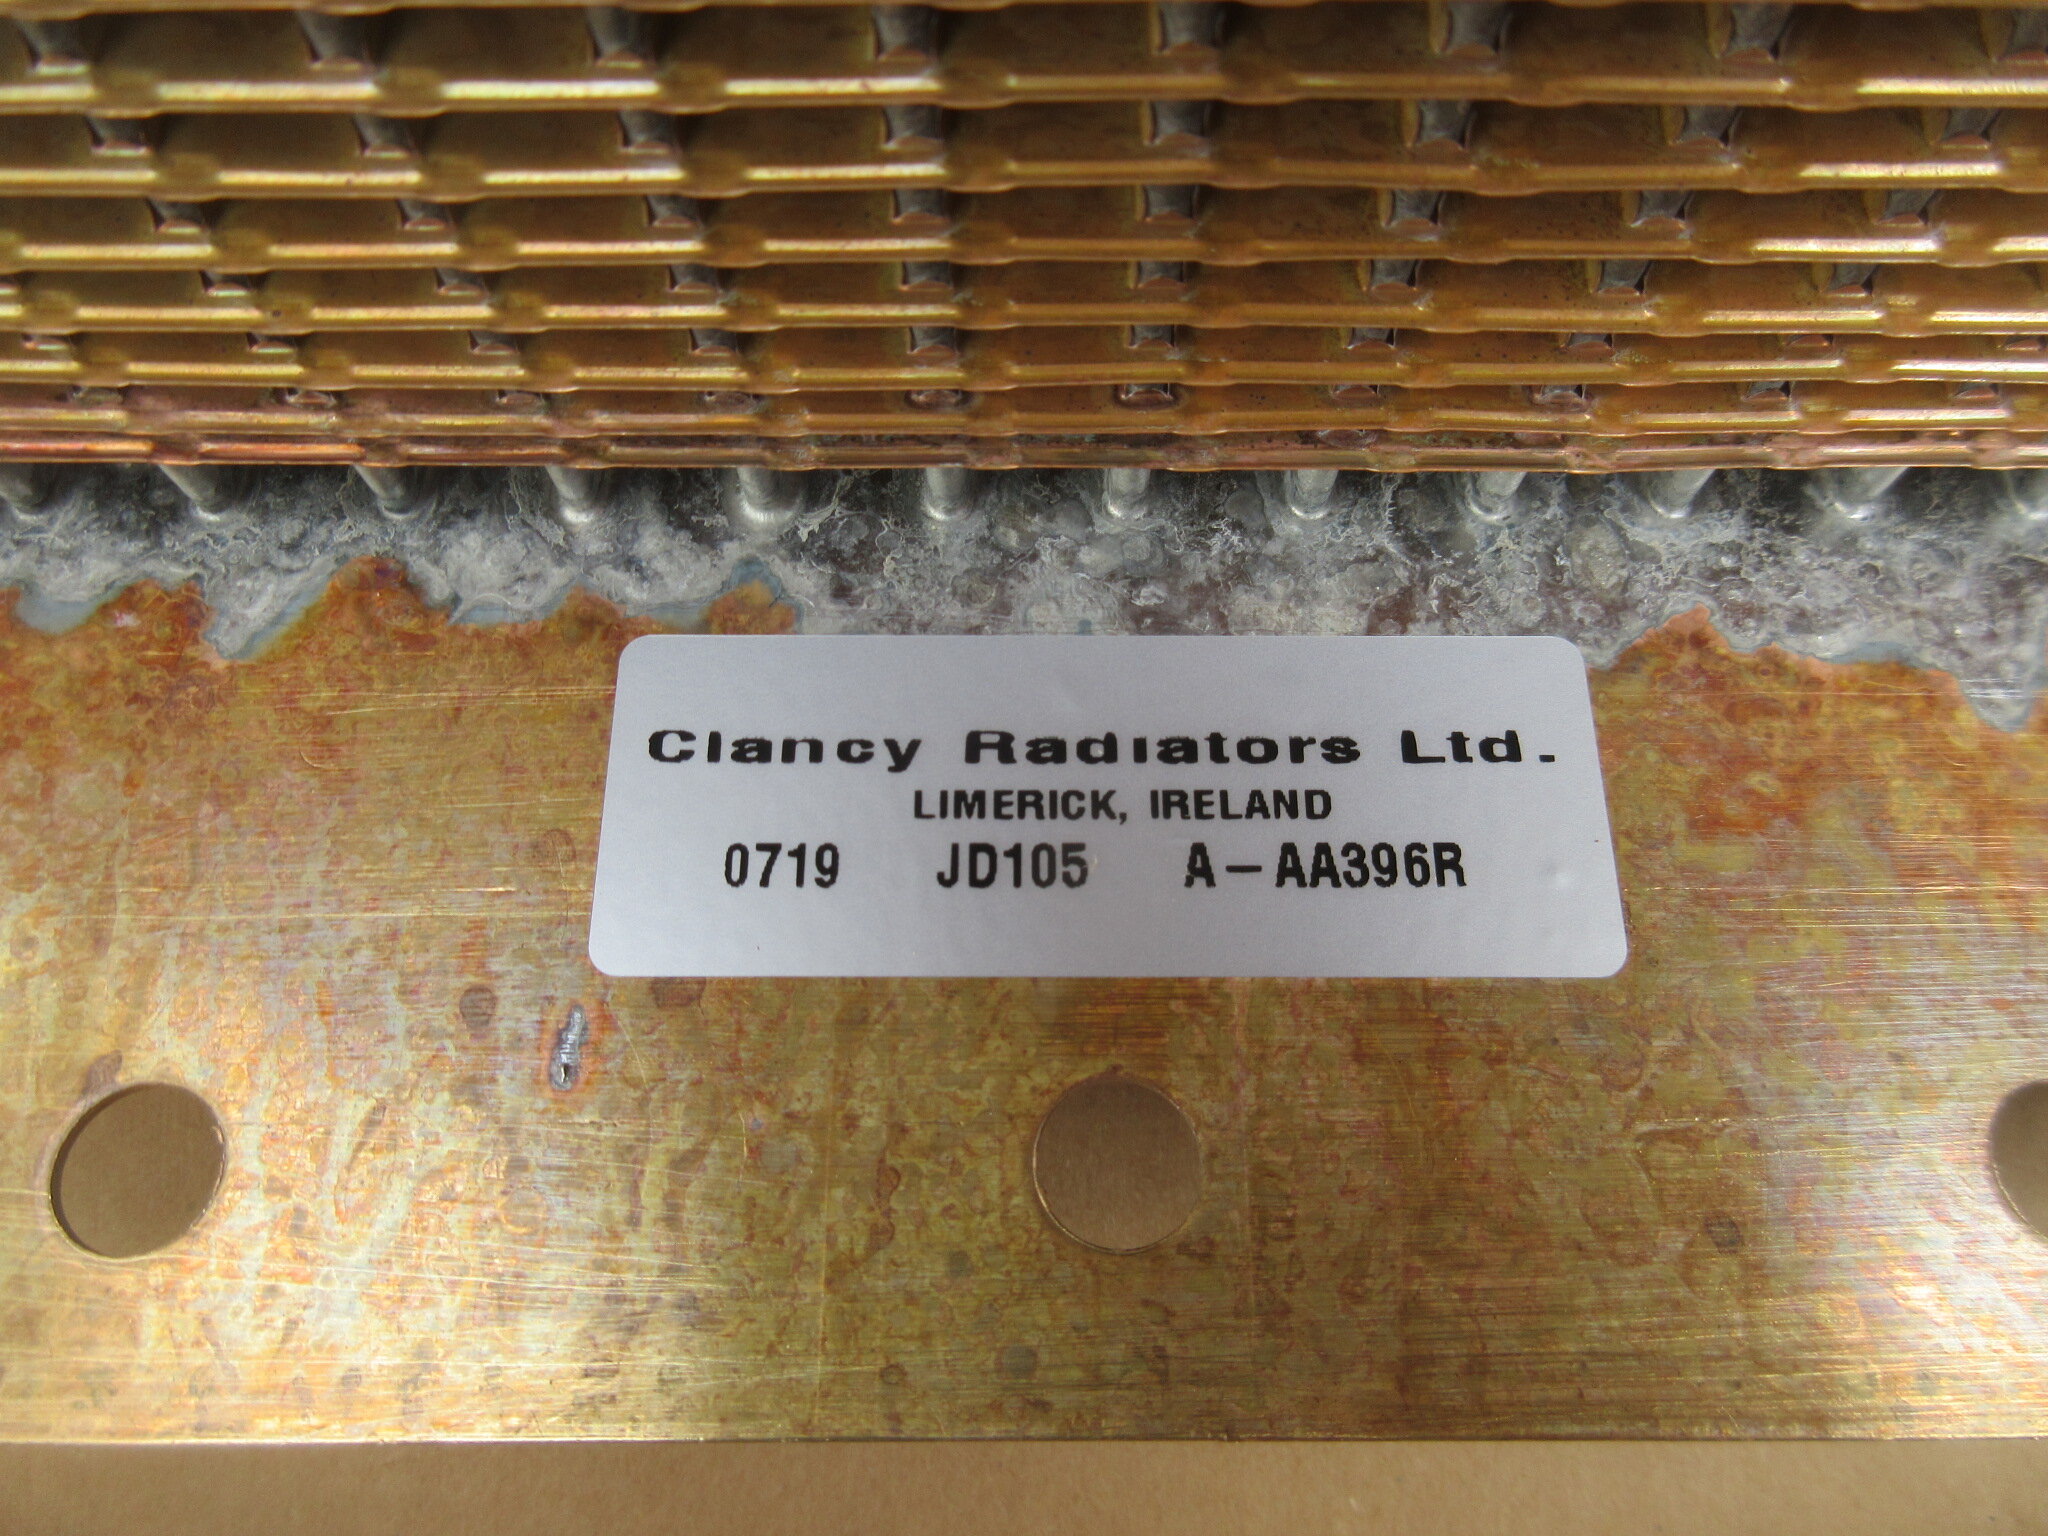 Clancy Radiators Ltd.
LIMERICK, IRELAND
0719 JD105 A-AA396R